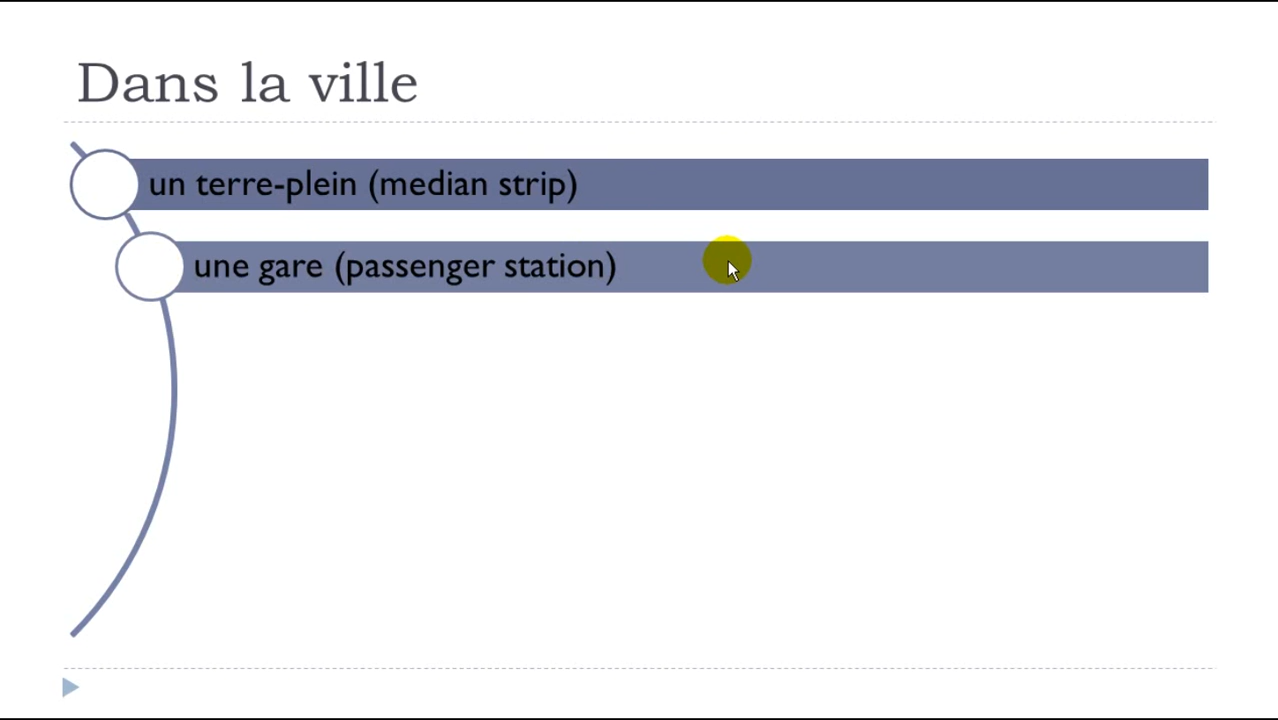 Dans la ville
un terre-plein (median strip)
une gare (passenger station)